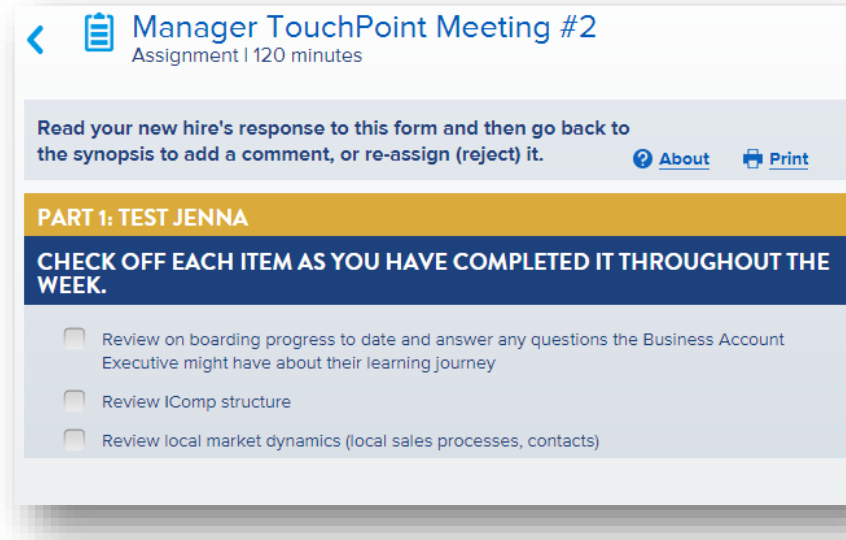 Manager TouchPoint Meeting #2
Assignment | 120 minutes
Read your new hire's response to this form and then go back to
the synopsis to add a comment, or re-assign (reject) it.
About Print
PART 1: TEST JENNA
CHECK OFF EACH ITEM AS YOU HAVE COMPLETED IT THROUGHOUT THE
WEEK.
Review on boarding progress to date and answer any questions the Business Account
Executive might have about their learning journey
Review IComp structure
Review local market dynamics (local sales processes, contacts)